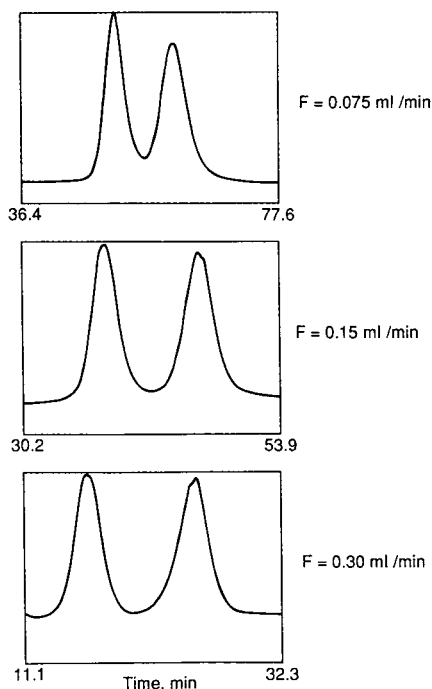 F = 0.075 ml /min
36.4 77.6
F = 0.15 ml /min
30.2 53.9
F = 0.30 ml /min
11.1 32.3
Time, min